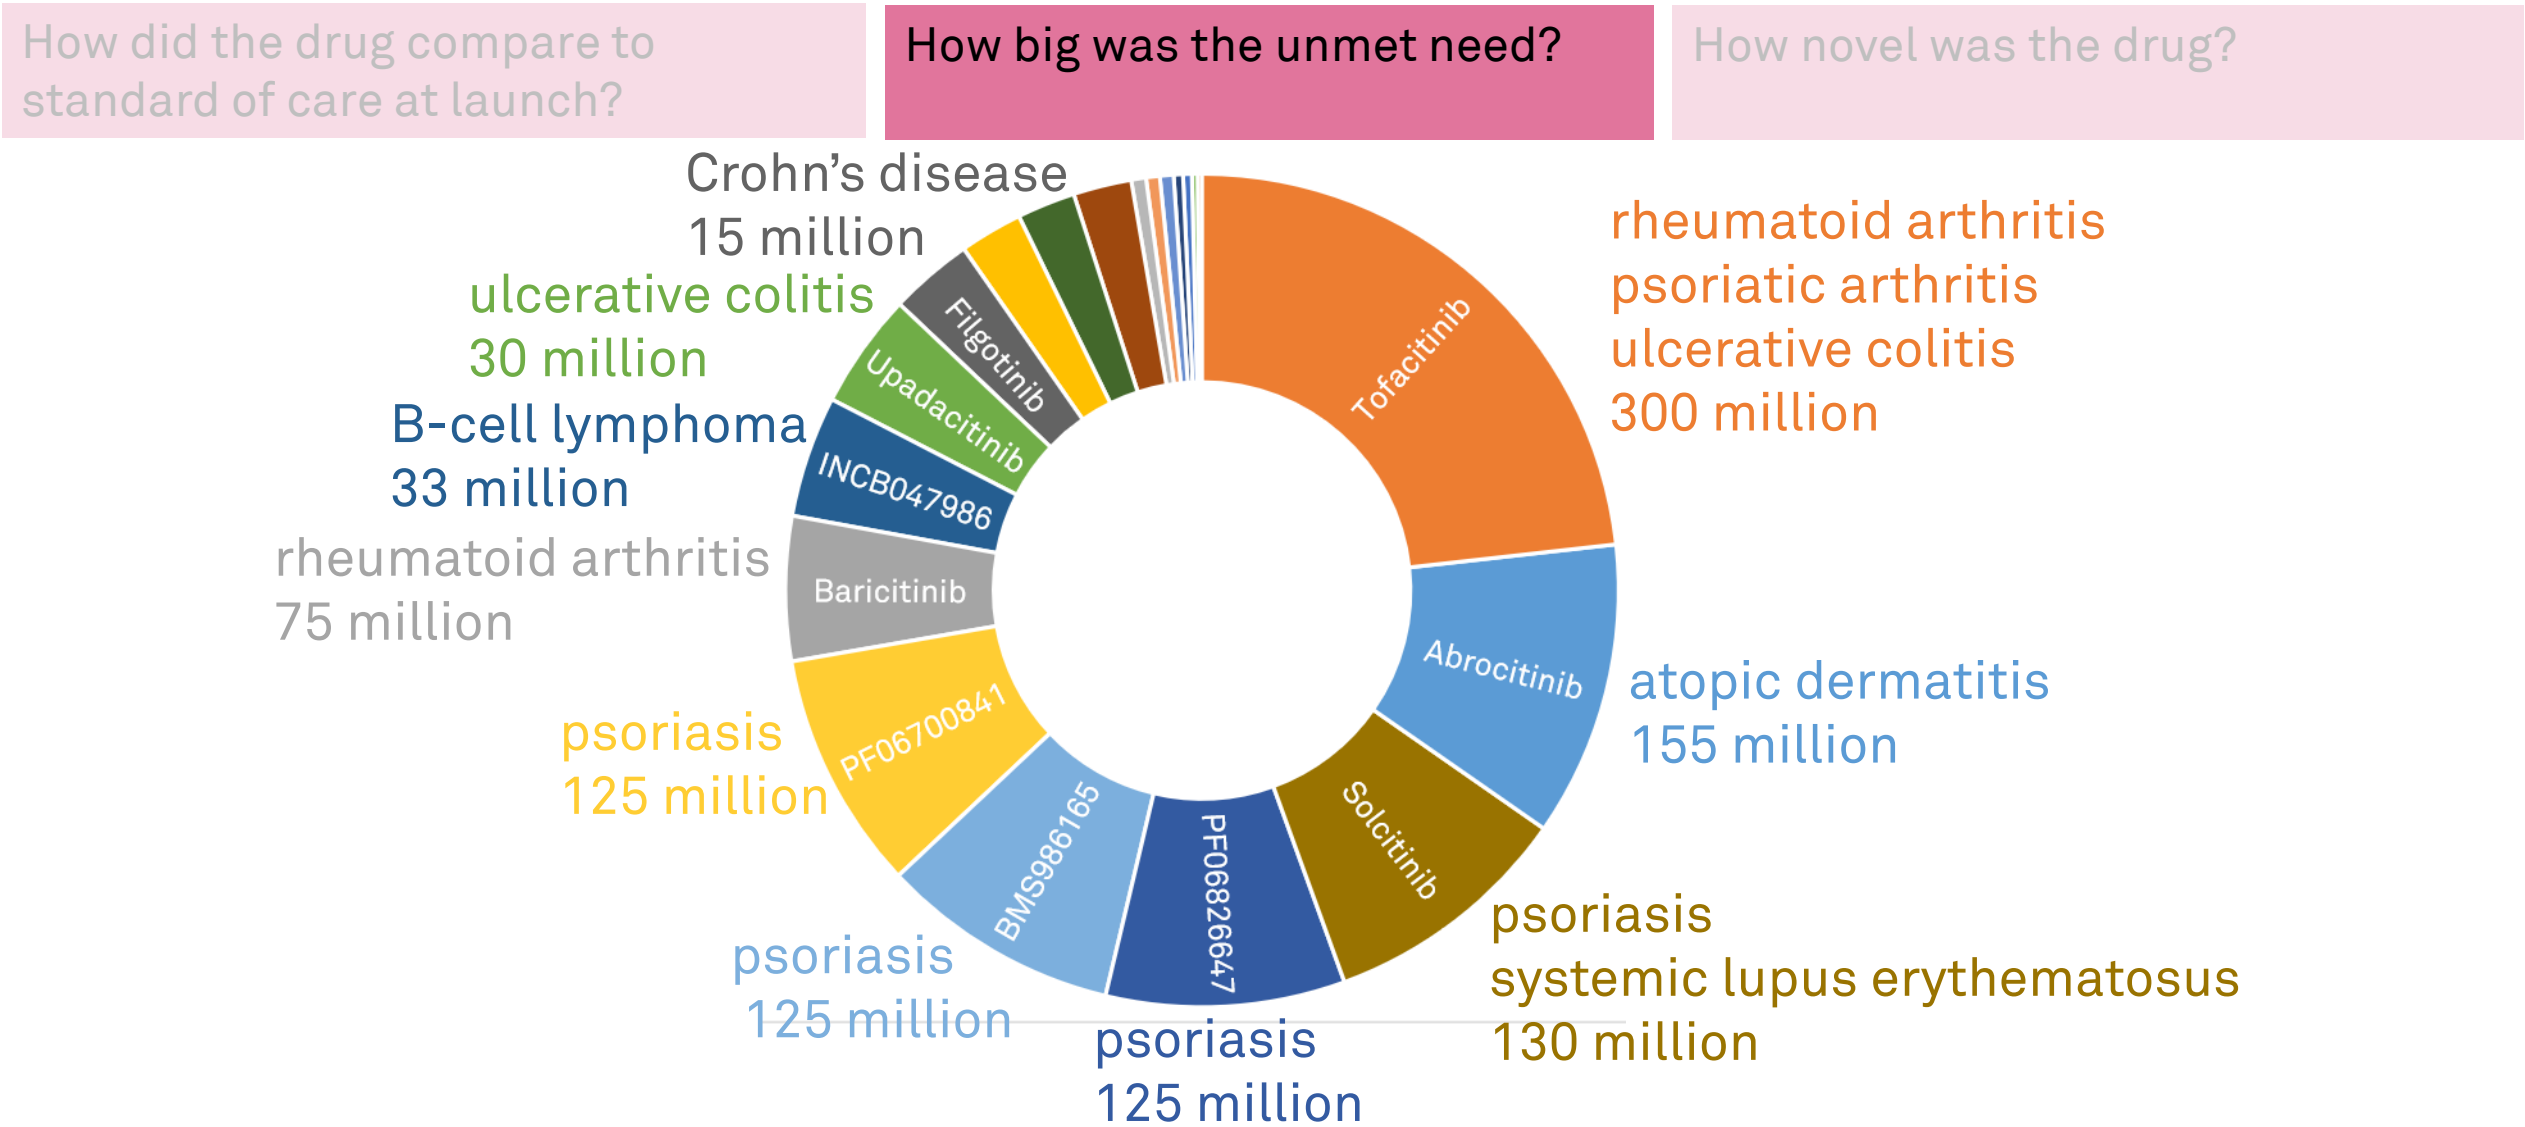 How did the drug compare to
standard of care at launch?
How big was the unmet need?
How novel was the drug?
Crohn’s disease
15 million
ulcerative colitis
30 million
B-cell lymphoma
33 million
rheumatoid arthritis
75 million
psoriasis
125 million
psoriasis
125 million
psoriasis
125 million
rheumatoid arthritis
psoriatic arthritis
ulcerative colitis
300 million
atopic dermatitis
155 million
psoriasis
systemic lupus erythematosus
130 million
Tofacitinib
Abrocitinib
Solcitinib
PF06826647
BMS986165
PF06700841
Baricitinib
INCB047986
Upadacitinib
Filgotinib